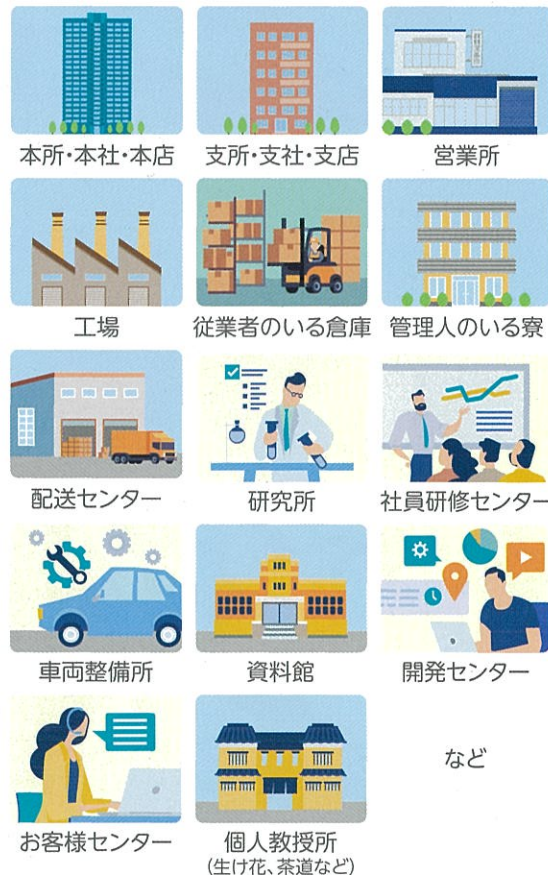 本所・本社・本店
支所・支社・支店
営業所
工場
従業者のいる倉庫
管理人のいる寮
配送センター
研究所
社員研修センター
車両整備所
資料館
開発センター
お客様センター
個人教授所
(生け花、茶道など)
など